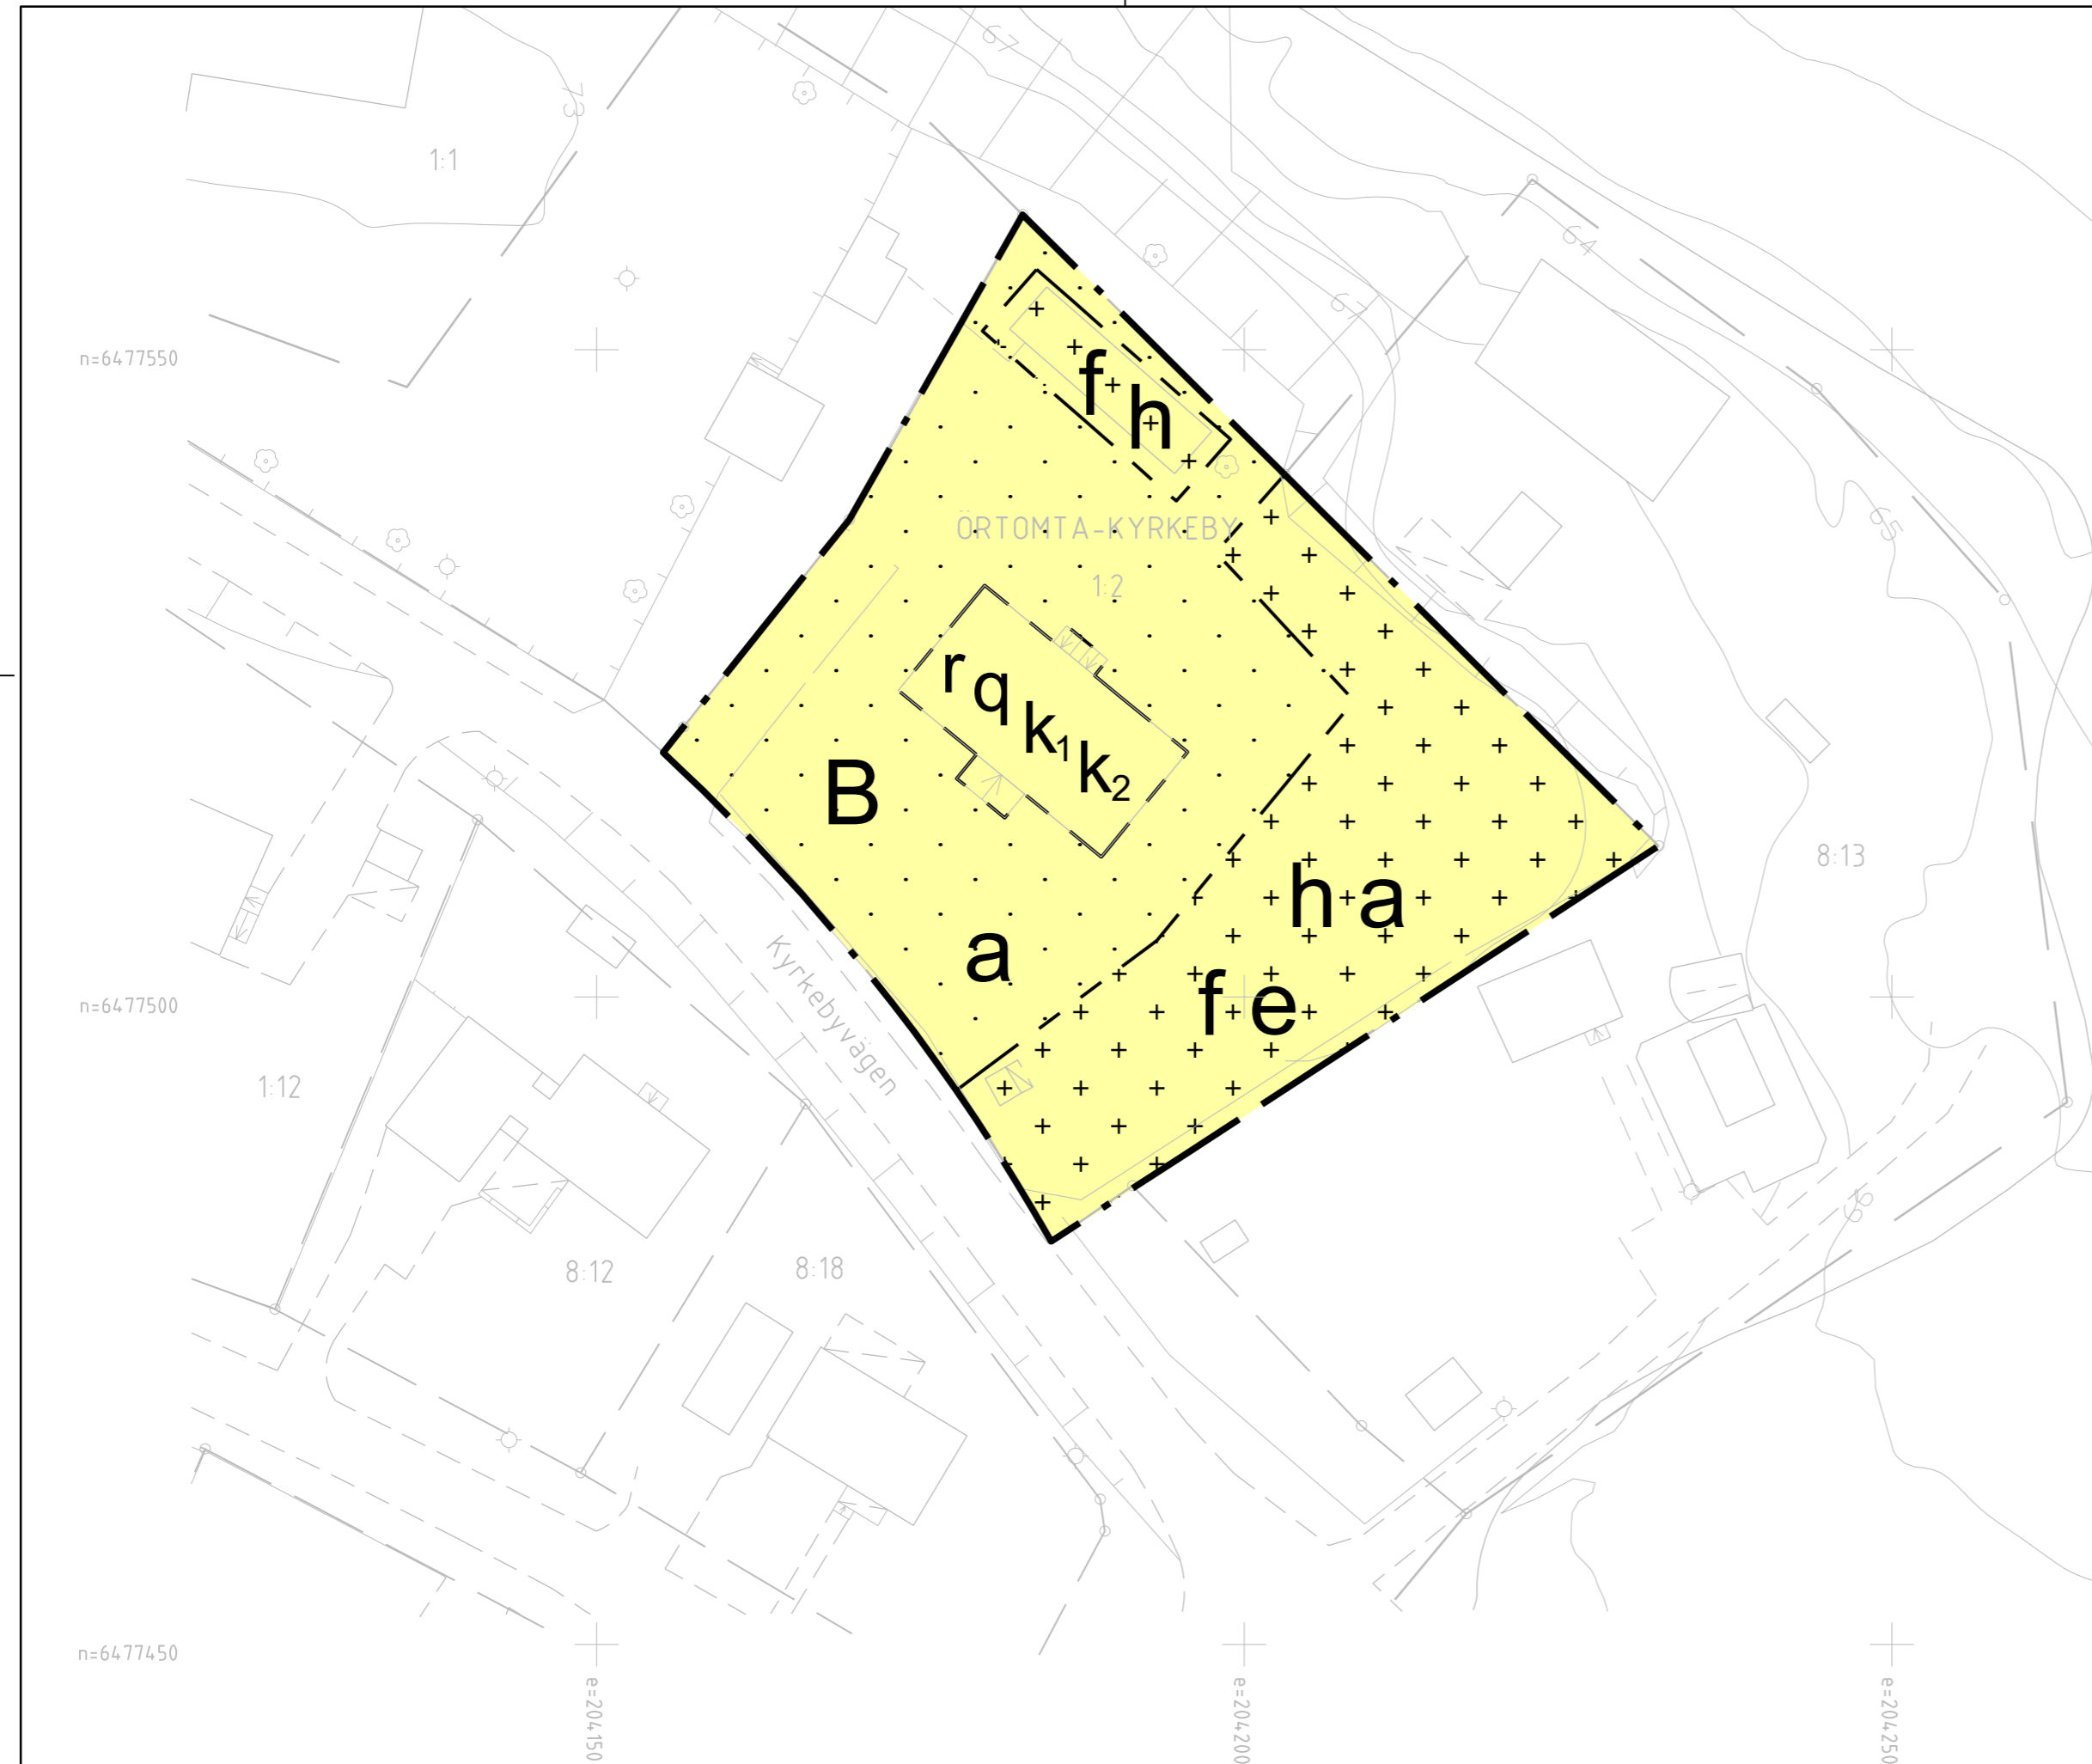 67
73
1:1
64
67
n=6477550
f h
65
ÖRTOMTA-KYRKEBY
1:2
r q k₁ k₂
B
8:13
h a
a
f e
n=6477500
Kyrkebyvägen
1:12
8:12
8:18
n=6477450
e=204150
e=204200
e=204250